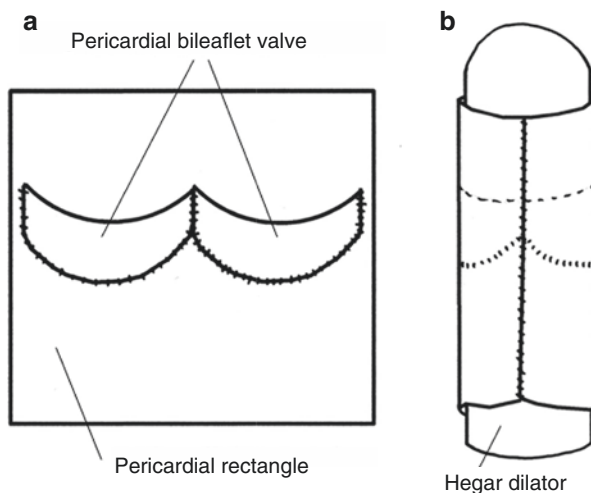 a
Pericardial bileaflet valve
Pericardial rectangle
b
Hegar dilator